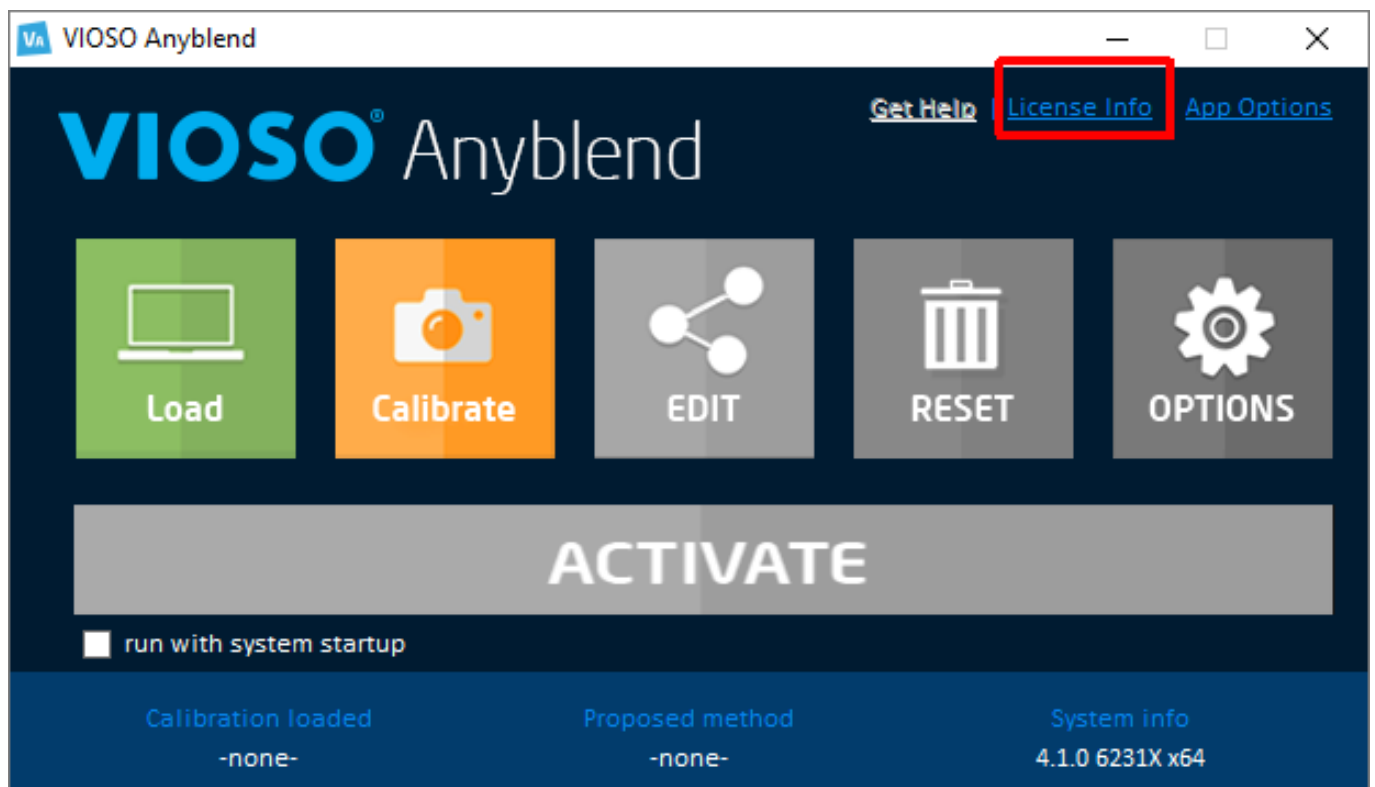 VA VIOSO Anyblend
Get Help | License Info App Options
VIOSO® Anyblend
Load Calibrate EDIT RESET OPTIONS
ACTIVATE
run with system startup
Calibration loaded Proposed method System info
-none- -none- 4.1.0 6231X x64